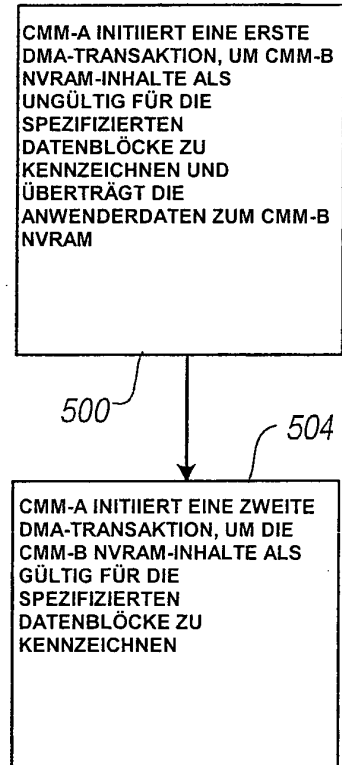 CMM-A INITIIERT EINE ERSTE
DMA-TRANSAKTION, UM CMM-B
NVRAM-INHALTE ALS
UNGÜLTIG FÜR DIE
SPEZIFIZIERTEN
DATENBLÖCKE ZU
KENNZEICHNEN UND
ÜBERTRÄGT DIE
ANWENDERDATEN ZUM CMM-B
NVRAM
500
504
CMM-A INITIIERT EINE ZWEITE
DMA-TRANSAKTION, UM DIE
CMM-B NVRAM-INHALTE ALS
GÜLTIG FÜR DIE
SPEZIFIZIERTEN
DATENBLÖCKE ZU
KENNZEICHNEN